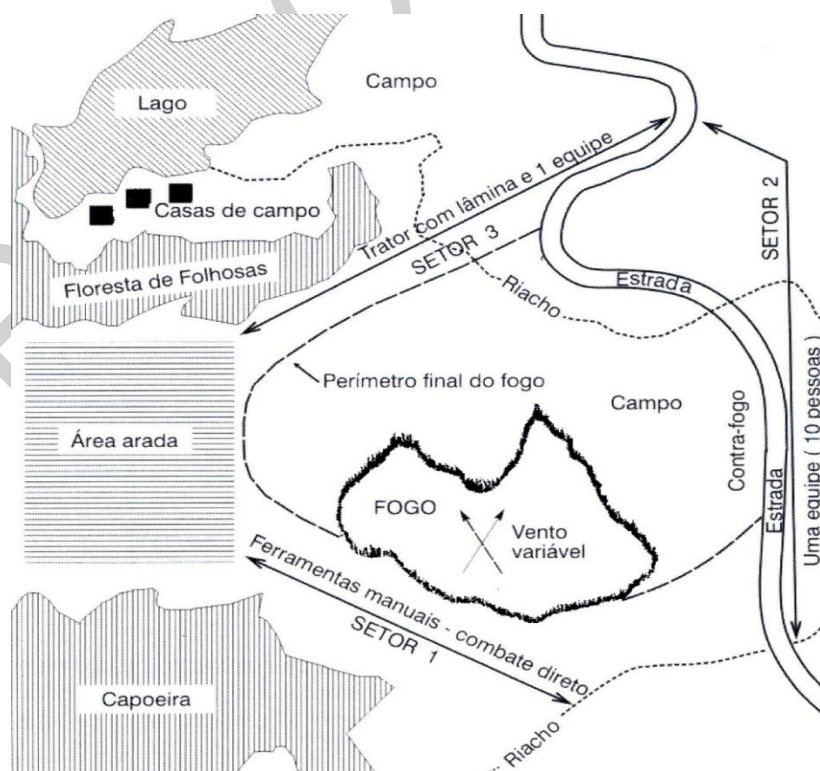 Lago
Campo
Casas de campo
Floresta de Folhosas
Trator com lâmina e 1 equipe
SETOR 3
Riacho
Estrada
SETOR 2
Perímetro final do fogo
Área arada
Campo
Contra-fogo
Estrada
Uma equipe ( 10 pessoas )
FOGO
Vento
variável
Ferramentas manuais - combate direto
SETOR 1
Capoeira
Riacho